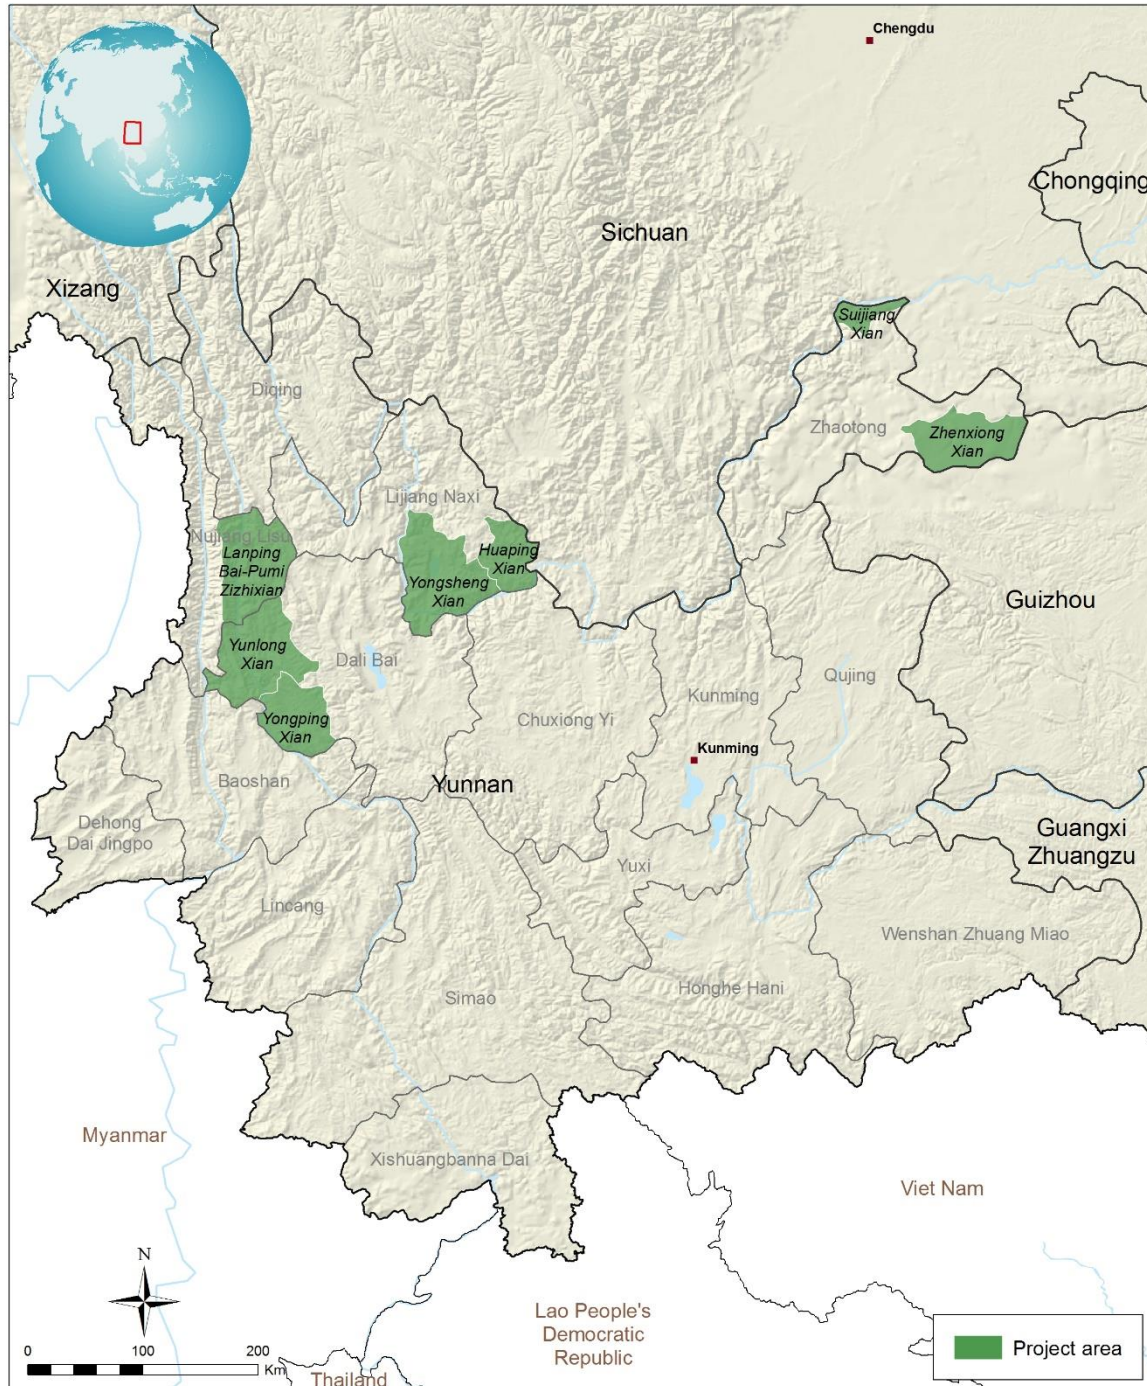 Chengdu
Chongqing
Sichuan
Xizang
Suijiang
Xian
Diqing
Zhaotong
Zhenxiong
Xian
Lijiang Naxi
Nujiang Lisu
Lanping
Bai-Pumi
Zizhixian
Huaping
Xian
Yongsheng
Xian
Guizhou
Yunlong
Xian
Dali Bai
Qujing
Kunming
Yongping
Xian
Chuxiong Yi
Kunming
Baoshan
Yunnan
Dehong
Dai Jingpo
Guangxi
Zhuangzu
Yuxi
Lincang
Wenshan Zhuang Miao
Simao
Honghe Hani
Myanmar
Xishuangbanna Dai
Viet Nam
N
Lao People's
Democratic
Republic
0 100 200
Km
Thailand
Project area